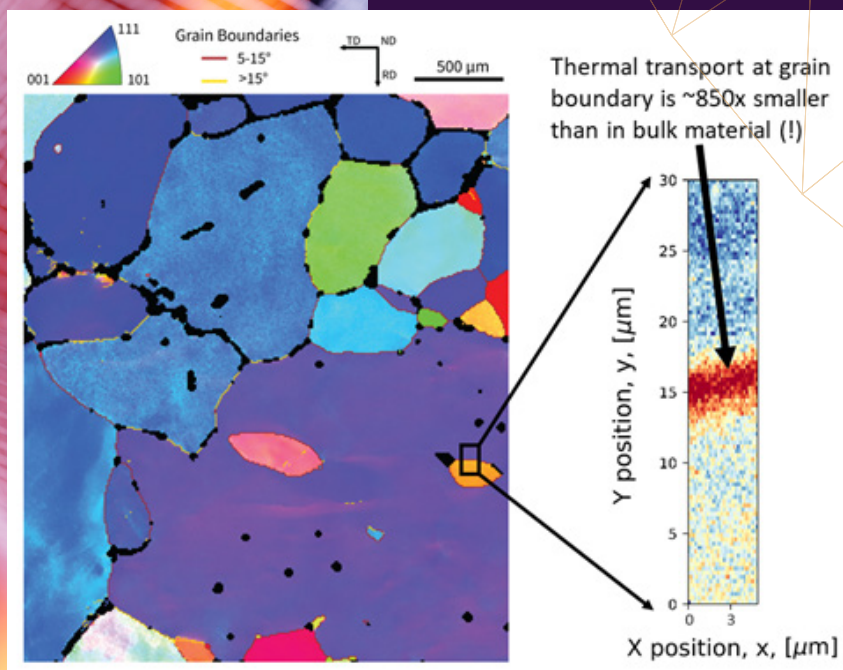 111
001
101
Grain Boundaries
5-15°
>15°
TD
ND
RD
500 µm
Thermal transport at grain
boundary is ~850x smaller
than in bulk material (!)
30
25
20
15
10
5
0
Y position, y, [µm]
0
3
X position, x, [µm]